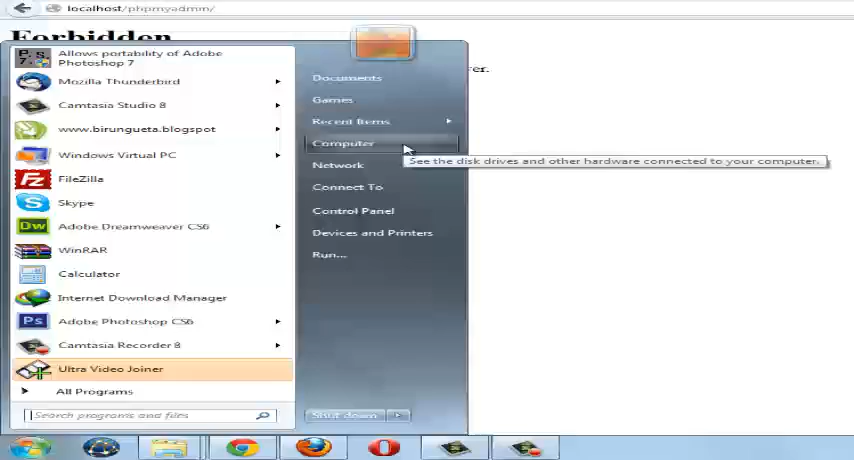 localhost/phpmyadmin/
Forbidden
ver.
Allows portability of Adobe
Photoshop 7
Mozilla Thunderbird
Camtasia Studio 8
www.birungueta.blogspot
Windows Virtual PC
FileZilla
Skype
Adobe Dreamweaver CS6
WinRAR
Calculator
Internet Download Manager
Adobe Photoshop CS6
Camtasia Recorder 8
Ultra Video Joiner
All Programs
Search programs and files
Documents
Games
Recent Items
Computer
See the disk drives and other hardware connected to your computer.
Network
Connect To
Control Panel
Devices and Printers
Run...
Shut down